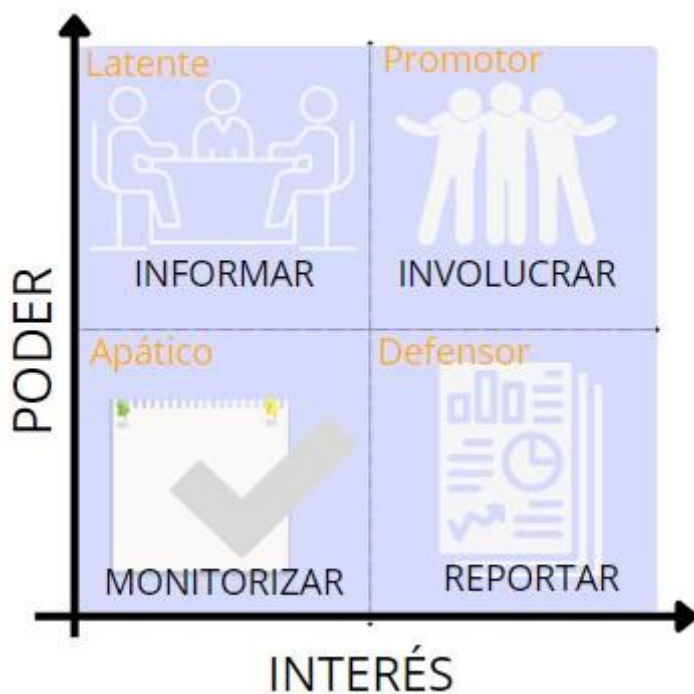 Latente
Promotor
INFORMAR
INVOLUCRAR
PODER
Apático
Defensor
MONITORIZAR
REPORTAR
INTERÉS